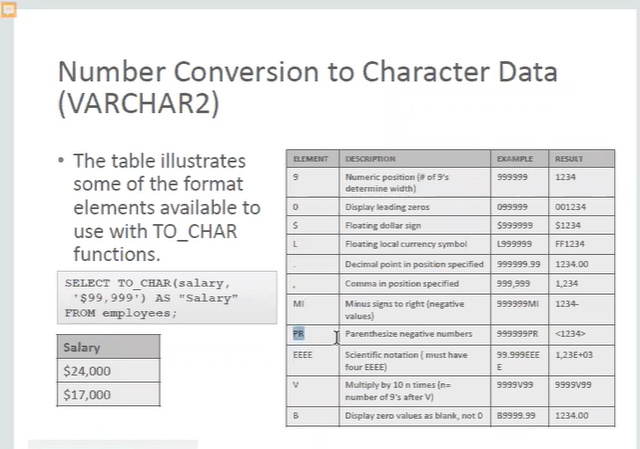 Number Conversion to Character Data
(VARCHAR2)
• The table illustrates
some of the format
elements available to
use with TO_CHAR
functions.
SELECT TO_CHAR(salary,
'$99,999') AS "Salary"
FROM employees;
Salary
$24,000
$17,000
ELEMENT DESCRIPTION EXAMPLE RESULT
9 Numeric position (# of 9's 999999 1234
determine width)
0 Display leading zeros 099999 001234
$ Floating dollar sign $999999 $1234
L Floating local currency symbol L999999 FF1234
. Decimal point in position specified 999999.99 1234.00
, Comma in position specified 999,999 1,234
MI Minus signs to right (negative 999999MI 1234-
values)
PR Parenthesize negative numbers 999999PR <1234>
EEEE Scientific notation ( must have 99.999EEE 1,23E+03
four EEEE) E
V Multiply by 10 n times (n= 9999V99 9999V99
number of 9's after V)
B Display zero values as blank, not 0 B9999.99 1234.00